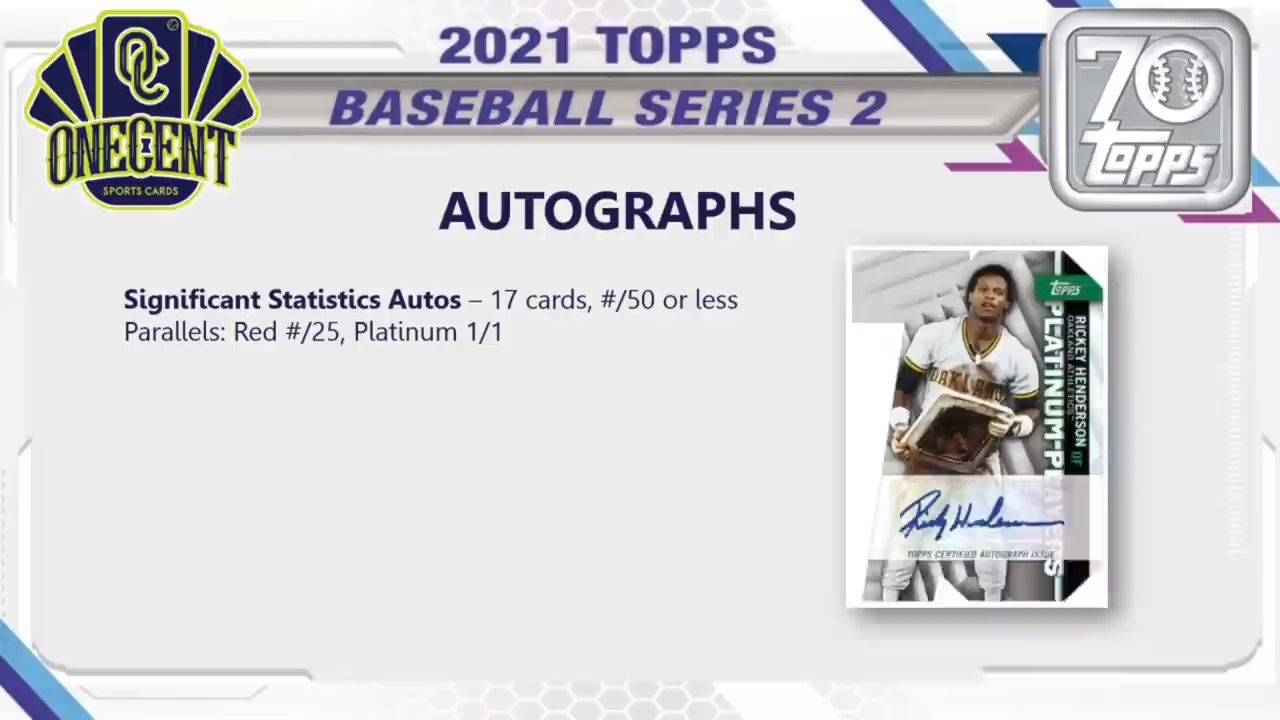 OC
ONECENT
SPORTS CARDS
2021 TOPPS
BASEBALL SERIES 2
70
topps
AUTOGRAPHS
Significant Statistics Autos – 17 cards, #/50 or less
Parallels: Red #/25, Platinum 1/1
Topps
RICKEY HENDERSON OF
OAKLAND ATHLETICS
PLATINUM PLAYERS
OAKLAND
Rickey Henderson
TOPPS CERTIFIED AUTOGRAPH ISSUE